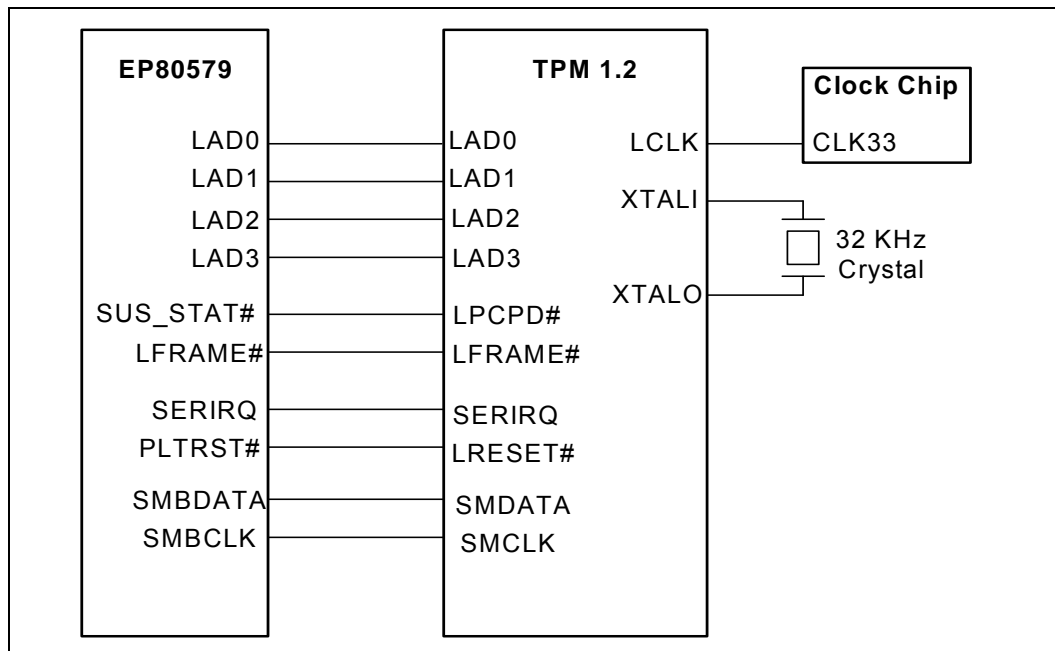 EP80579
TPM 1.2
Clock Chip
LAD0
LAD0
LCLK
CLK33
LAD1
LAD1
XTALI
LAD2
LAD2
32 KHz
Crystal
LAD3
LAD3
XTALO
SUS_STAT#
LPCPD#
LFRAME#
LFRAME#
SERIRQ
SERIRQ
PLTRST#
LRESET#
SMBDATA
SMDATA
SMBCLK
SMCLK